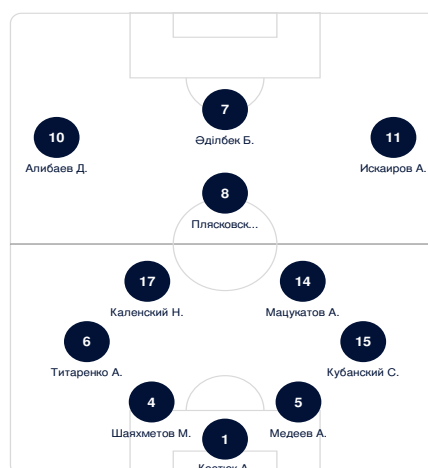 7
Әділбек Б.
10
Алибаев Д.
11
Искаиров А.
8
Плясковск...
17
Каленский Н.
14
Мацукатов А.
6
Титаренко А.
15
Кубанский С.
4
Шаяхметов М.
5
Медеев А.
1